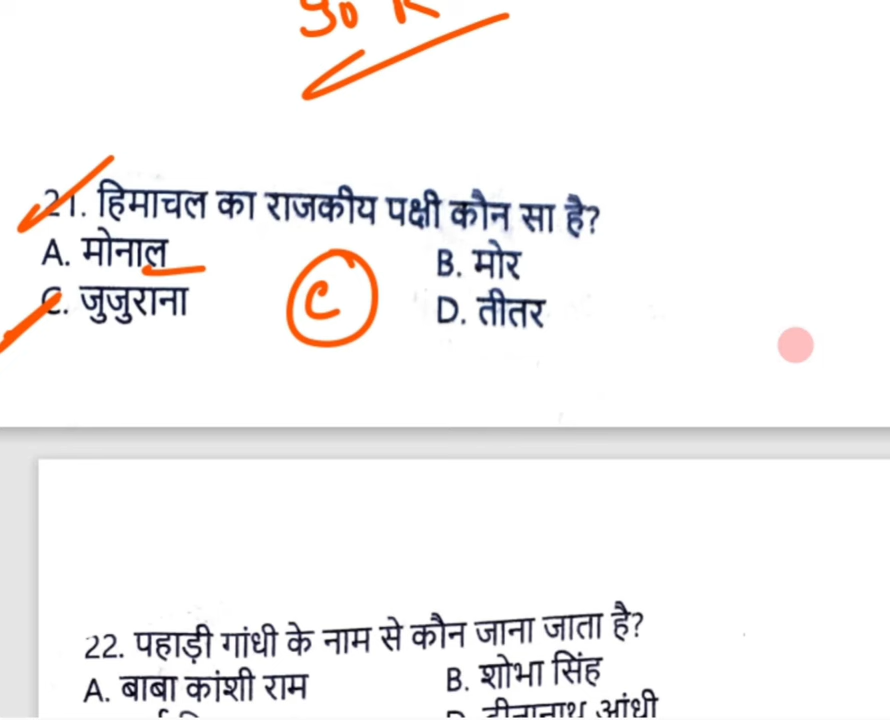 21. हिमाचल का राजकीय पक्षी कौन सा है?
A. मोनाल
B. मोर
C. जुजुराना
C
D. तीतर
22. पहाड़ी गांधी के नाम से कौन जाना जाता है?
A. बाबा कांशी राम
B. शोभा सिंह